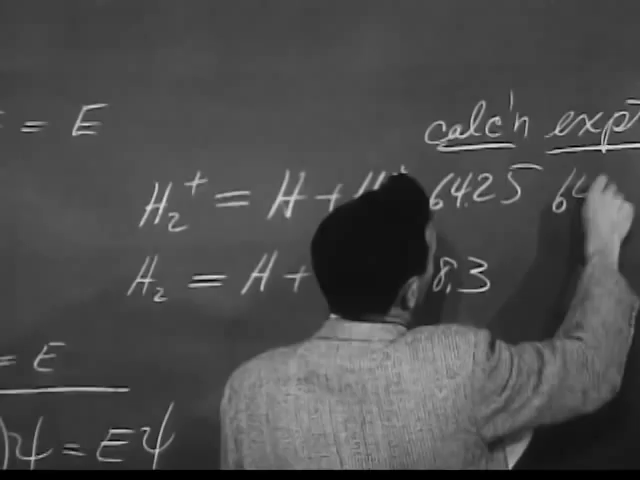 = E
calc'n expt
H₂⁺ = H + H⁺ 64.25 64
H₂ = H + 8.3
= E
)ψ = Eψ